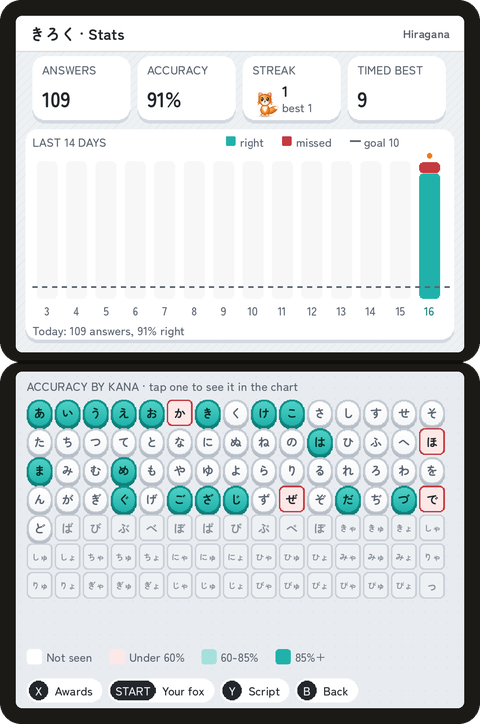 きろく · Stats
Hiragana
ANSWERS
109
ACCURACY
91%
STREAK
1
best 1
TIMED BEST
9
LAST 14 DAYS
right
missed
goal 10
3 4 5 6 7 8 9 10 11 12 13 14 15 16
Today: 109 answers, 91% right
ACCURACY BY KANA · tap one to see it in the chart
あ い う え お か き く け こ さ し す せ そ
た ち つ て と な に ぬ ね の は ひ ふ へ ほ
ま み む め も や ゆ よ ら り る れ ろ わ を
ん が ぎ ぐ げ ご ざ じ ず ぜ ぞ だ ぢ づ で
ど ば び ぶ べ ぼ ぱ ぴ ぷ ぺ ぽ きゃ きゅ きょ しゃ
しゅ しょ ちゃ ちゅ ちょ にゃ にゅ にょ ひゃ ひゅ ひょ みゃ みゅ みょ りゃ
りゅ りょ ぎゃ ぎゅ ぎょ じゃ じゅ じょ びゃ びゅ びょ ぴゃ ぴゅ ぴょ っ
Not seen
Under 60%
60-85%
85%+
X Awards
START Your fox
Y Script
B Back